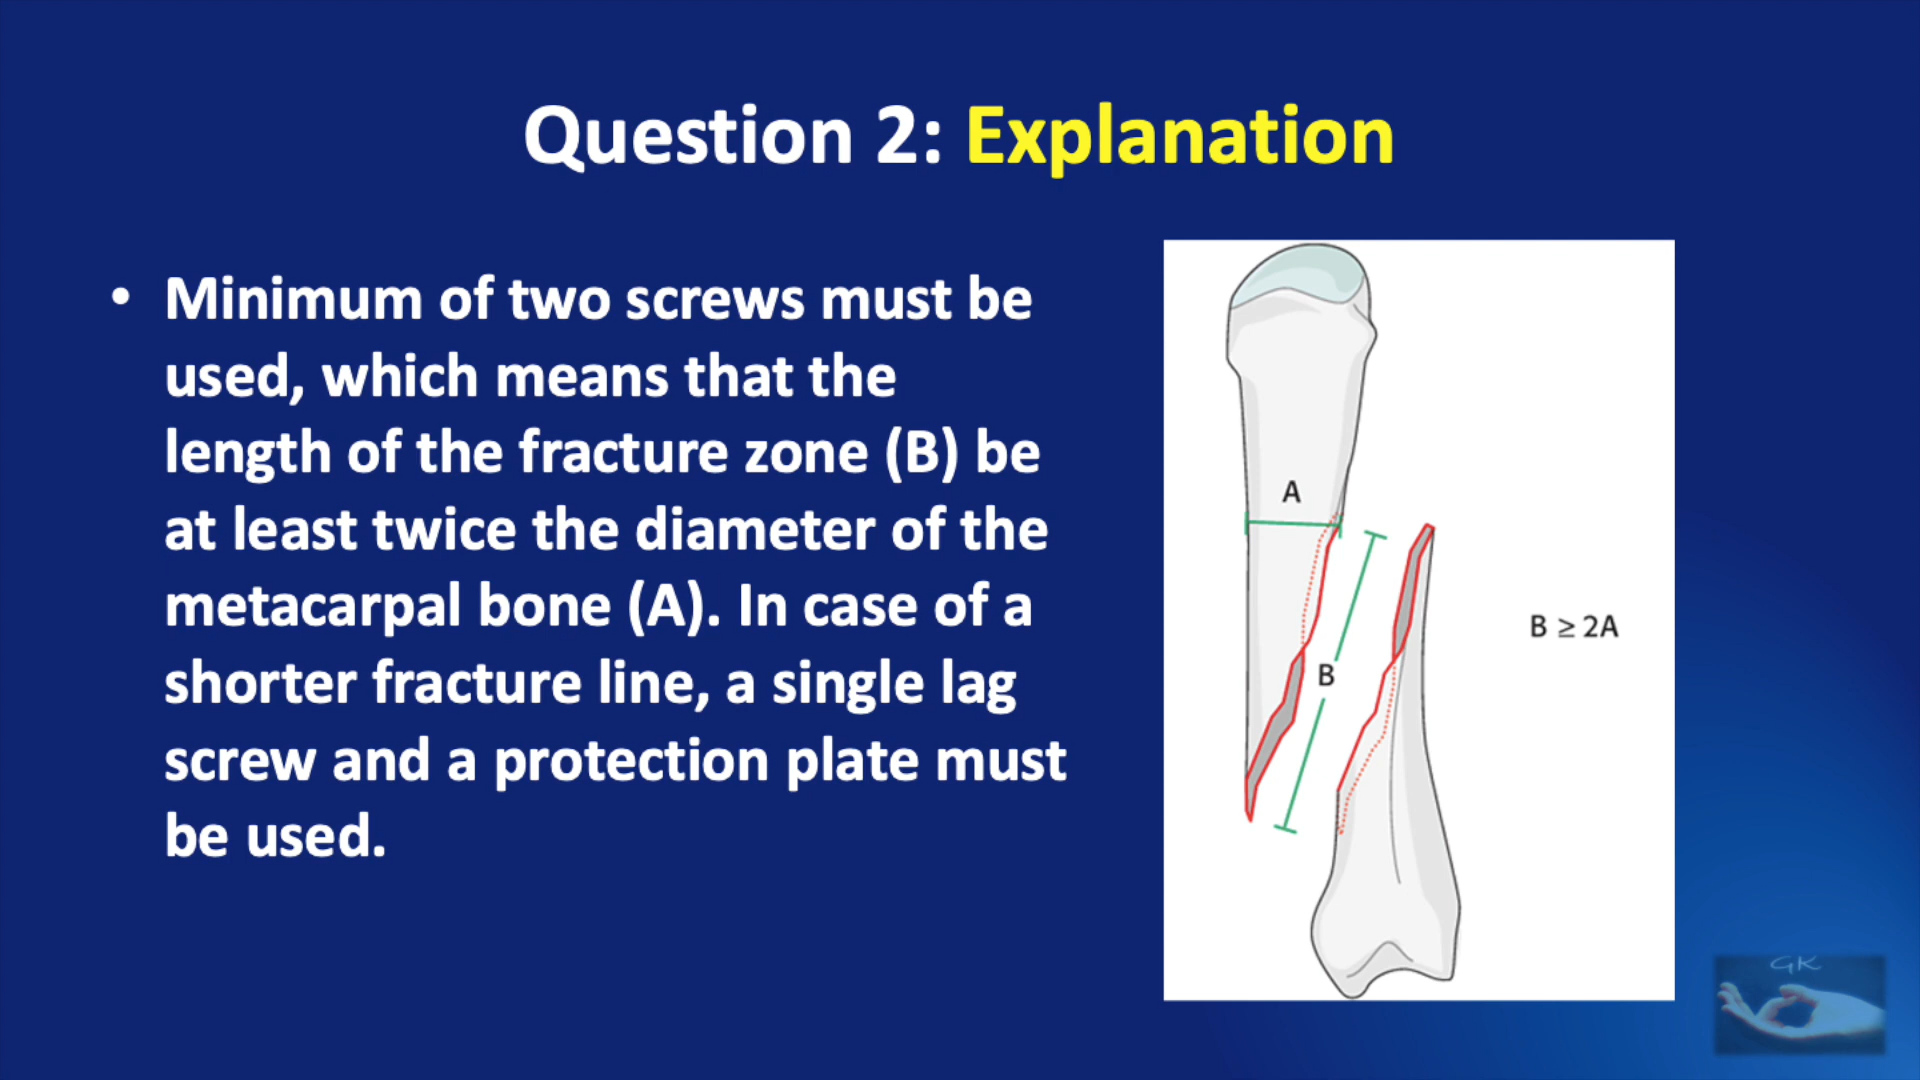 Question 2: Explanation
• Minimum of two screws must be
used, which means that the
length of the fracture zone (B) be
at least twice the diameter of the
metacarpal bone (A). In case of a
shorter fracture line, a single lag
screw and a protection plate must
be used.
A
B
B ≥ 2A
GK